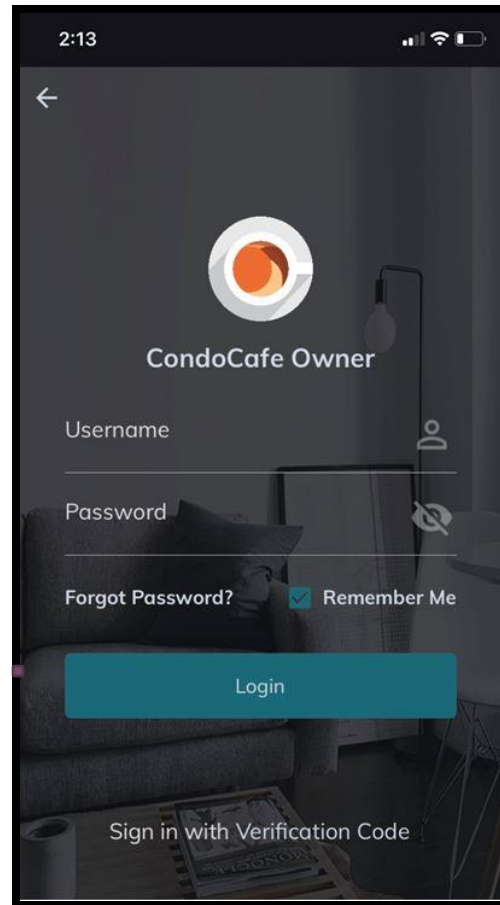 2:13
CondoCafe Owner
Username
Password
Forgot Password? Remember Me
Login
Sign in with Verification Code